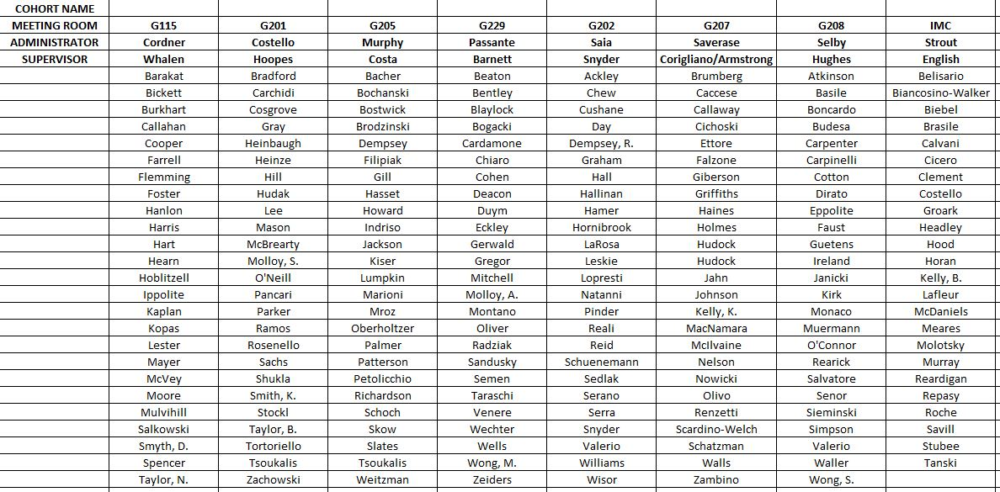 COHORT NAME
MEETING ROOM G115 G201 G205 G229 G202 G207 G208 IMC
ADMINISTRATOR Cordner Costello Murphy Passante Saia Saverase Selby Strout
SUPERVISOR Whalen Hoopes Costa Barnett Snyder Corigliano/Armstrong Hughes English
Barakat Bradford Bacher Beaton Ackley Brumberg Atkinson Belisario
Bickett Carchidi Bochanski Bentley Chew Caccese Basile Biancosino-Walker
Burkhart Cosgrove Bostwick Blaylock Cushane Callaway Boncardo Biebel
Callahan Gray Brodzinski Bogacki Day Cichoski Budesa Brasile
Cooper Heinbaugh Dempsey Cardamone Dempsey, R. Ettore Carpenter Calvani
Farrell Heinze Filipiak Chiaro Graham Falzone Carpinelli Cicero
Flemming Hill Gill Cohen Hall Giberson Cotton Clement
Foster Hudak Hasset Deacon Hallinan Griffiths Dirato Costello
Hanlon Lee Howard Duym Hamer Haines Eppolite Groark
Harris Mason Indriso Eckley Hornibrook Holmes Faust Headley
Hart McBrearty Jackson Gerwald LaRosa Hudock Guetens Hood
Hearn Molloy, S. Kiser Gregor Leskie Hudock Ireland Horan
Hoblitzell O'Neill Lumpkin Mitchell Lopresti Jahn Janicki Kelly, B.
Ippolite Pancari Marioni Molloy, A. Natanni Johnson Kirk Lafleur
Kaplan Parker Mroz Montano Pinder Kelly, K. Monaco McDaniels
Kopas Ramos Oberholtzer Oliver Reali MacNamara Muermann Meares
Lester Rosenello Palmer Radziak Reid McIlvaine O'Connor Molotsky
Mayer Sachs Patterson Sandusky Schuenemann Nelson Rearick Murray
McVey Shukla Petolicchio Semen Sedlak Nowicki Salvatore Reardigan
Moore Smith, K. Richardson Taraschi Serano Olivo Senor Repasy
Mulvihill Stockl Schoch Venere Serra Renzetti Sieminski Roche
Salkowski Taylor, B. Skow Wechter Snyder Scardino-Welch Simpson Savill
Smyth, D. Tortoriello Slates Wells Valerio Schatzman Valerio Stubee
Spencer Tsoukalis Tsoukalis Wong, M. Williams Walls Waller Tanski
Taylor, N. Zachowski Weitzman Zeiders Wisor Zambino Wong, S.